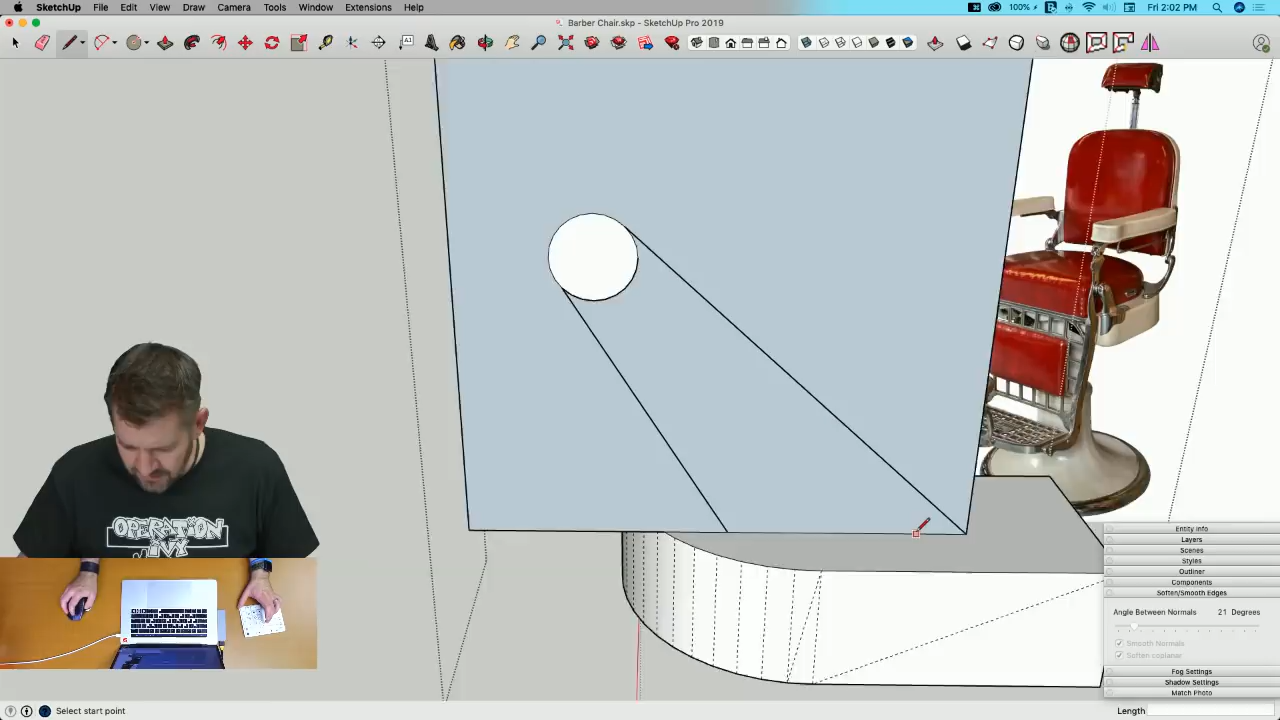 SketchUp File Edit View Draw Camera Tools Window Extensions Help 100% Fri 2:02 PM
Barber Chair.skp - SketchUp Pro 2019
OPERATION
IVY
Entity Info
Layers
Scenes
Styles
Outliner
Components
Soften/Smooth Edges
Angle Between Normals 21 Degrees
Smooth Normals
Soften coplanar
Fog Settings
Shadow Settings
Match Photo
Select start point
Length